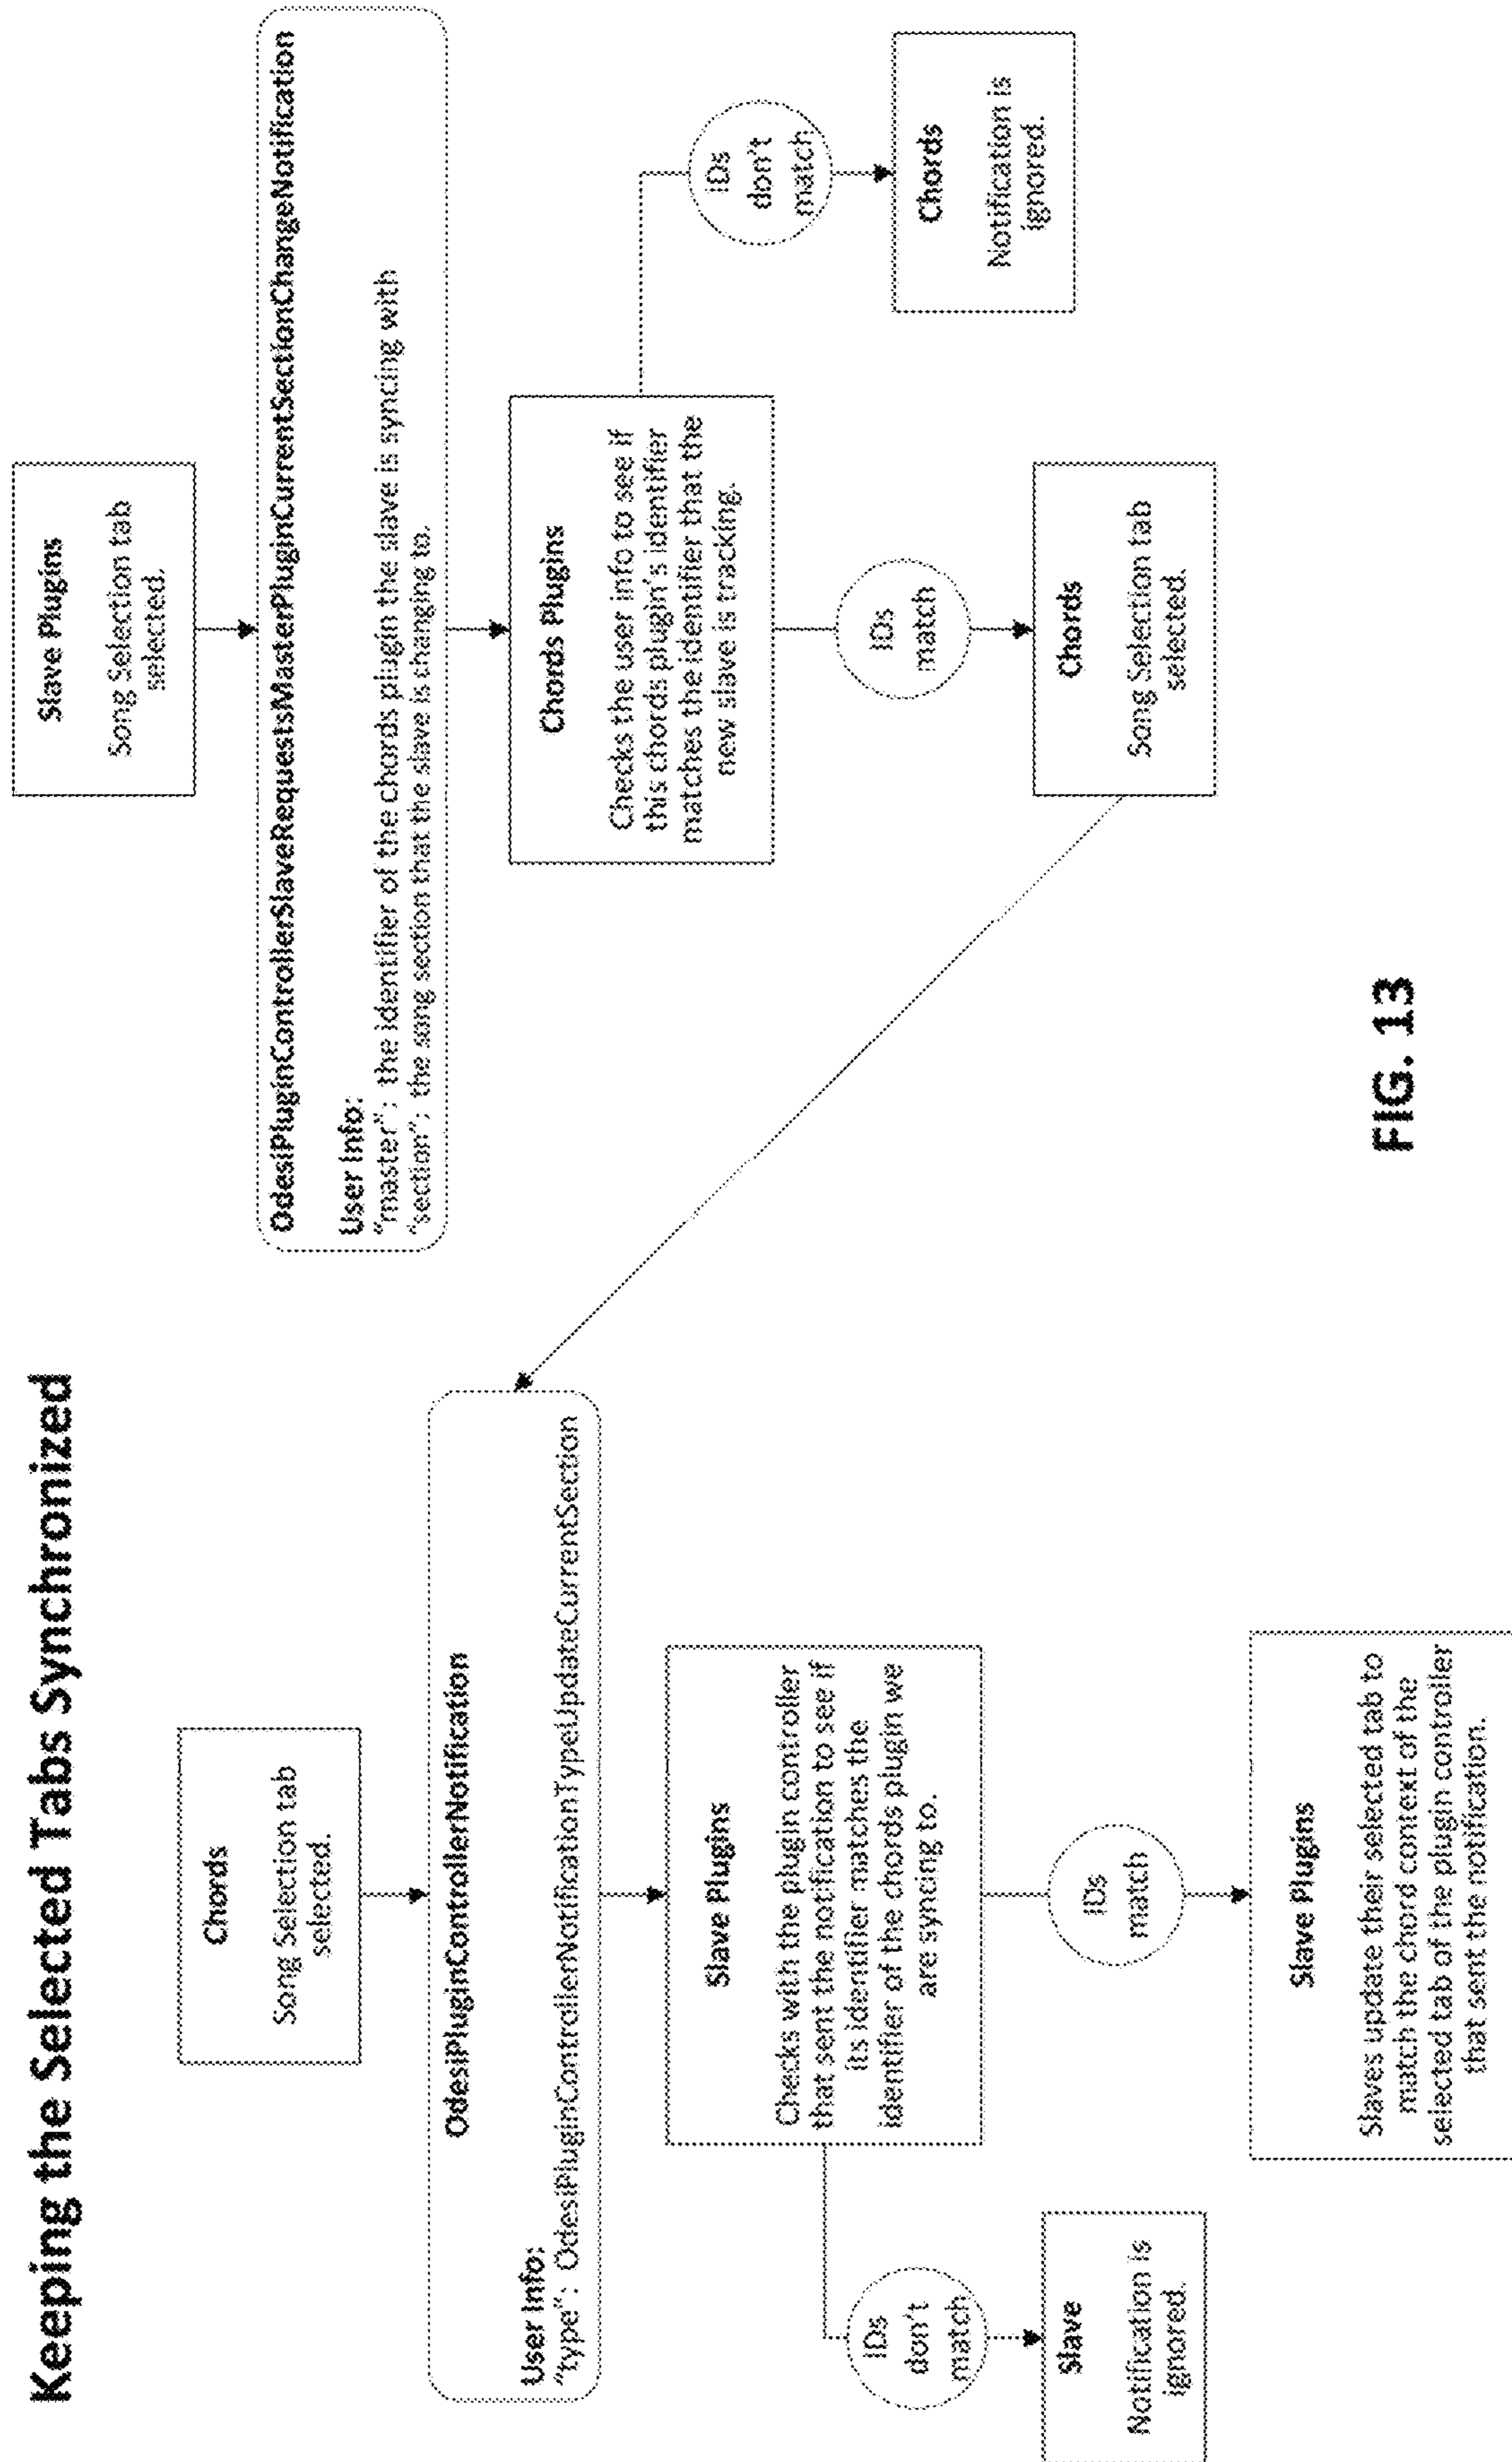 Keeping the Selected Tabs Synchronized
Chords
Song Selection tab
selected.
OdesiPluginControllerNotification
User Info:
"type": OdesiPluginControllerNotificationTypeUpdateCurrentSection
Slave Plugins
Checks with the plugin controller
that sent the notification to see if
its identifier matches the
identifier of the chords plugin we
are syncing to.
IDs
don't
match
Slave
Notification is
ignored.
IDs
match
Slave Plugins
Slaves update their selected tab to
match the chord context of the
selected tab of the plugin controller
that sent the notification.
Slave Plugins
Song Selection tab
selected.
OdesiPluginControllerSlaveRequestsMasterPluginCurrentSectionChangeNotification
User Info:
"master": the identifier of the chords plugin the slave is syncing with
"section": the song section that the slave is changing to.
Chords Plugins
Checks the user info to see if
this chords plugin's identifier
matches the identifier that the
new slave is tracking.
IDs
don't
match
Chords
Notification is
ignored.
IDs
match
Chords
Song Selection tab
selected.
FIG. 13